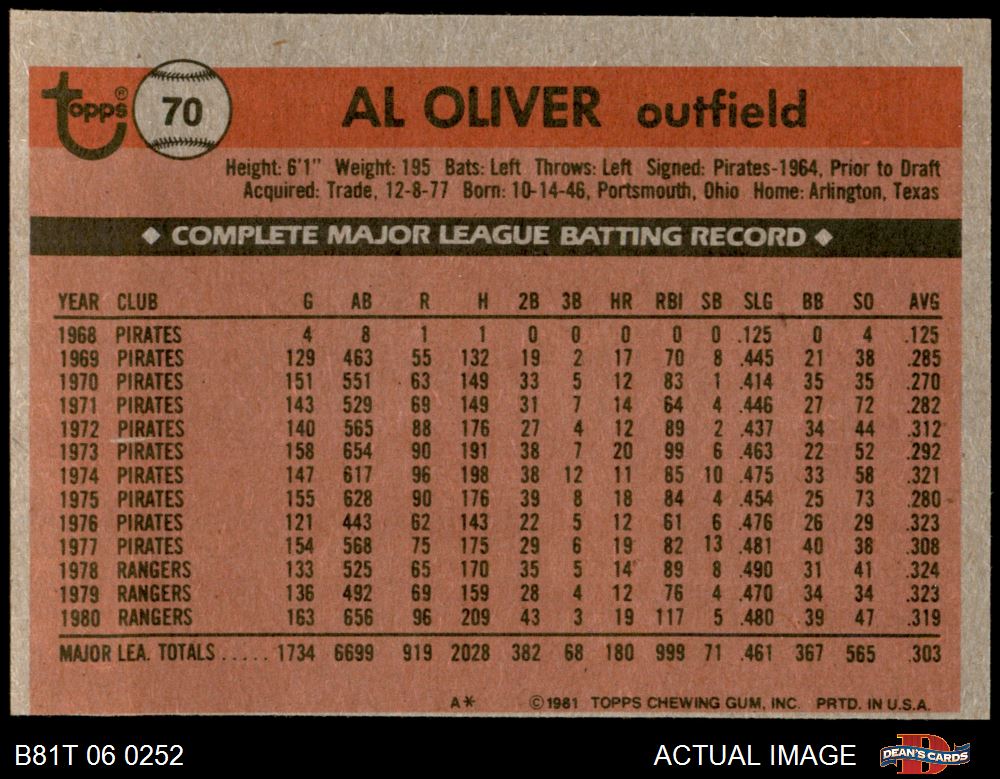 topps® 70 AL OLIVER outfield
Height: 6'1" Weight: 195 Bats: Left Throws: Left Signed: Pirates-1964, Prior to Draft
Acquired: Trade, 12-8-77 Born: 10-14-46, Portsmouth, Ohio Home: Arlington, Texas
◆ COMPLETE MAJOR LEAGUE BATTING RECORD ◆
YEAR CLUB G AB R H 2B 3B HR RBI SB SLG BB SO AVG
1968 PIRATES 4 8 1 1 0 0 0 0 0 .125 0 4 .125
1969 PIRATES 129 463 55 132 19 2 17 70 8 .445 21 38 .285
1970 PIRATES 151 551 63 149 33 5 12 83 1 .414 35 35 .270
1971 PIRATES 143 529 69 149 31 7 14 64 4 .446 27 72 .282
1972 PIRATES 140 565 88 176 27 4 12 89 2 .437 34 44 .312
1973 PIRATES 158 654 90 191 38 7 20 99 6 .463 22 52 .292
1974 PIRATES 147 617 96 198 38 12 11 85 10 .475 33 58 .321
1975 PIRATES 155 628 90 176 39 8 18 84 4 .454 25 73 .280
1976 PIRATES 121 443 62 143 22 5 12 61 6 .476 26 29 .323
1977 PIRATES 154 568 75 175 29 6 19 82 13 .481 40 38 .308
1978 RANGERS 133 525 65 170 35 5 14 89 8 .490 31 41 .324
1979 RANGERS 136 492 69 159 28 4 12 76 4 .470 34 34 .323
1980 RANGERS 163 656 96 209 43 3 19 117 5 .480 39 47 .319
MAJOR LEA. TOTALS ..... 1734 6699 919 2028 382 68 180 999 71 .461 367 565 .303
A* ©1981 TOPPS CHEWING GUM, INC. PRTD. IN U.S.A.
B81T 06 0252 ACTUAL IMAGE D DEAN'S CARDS